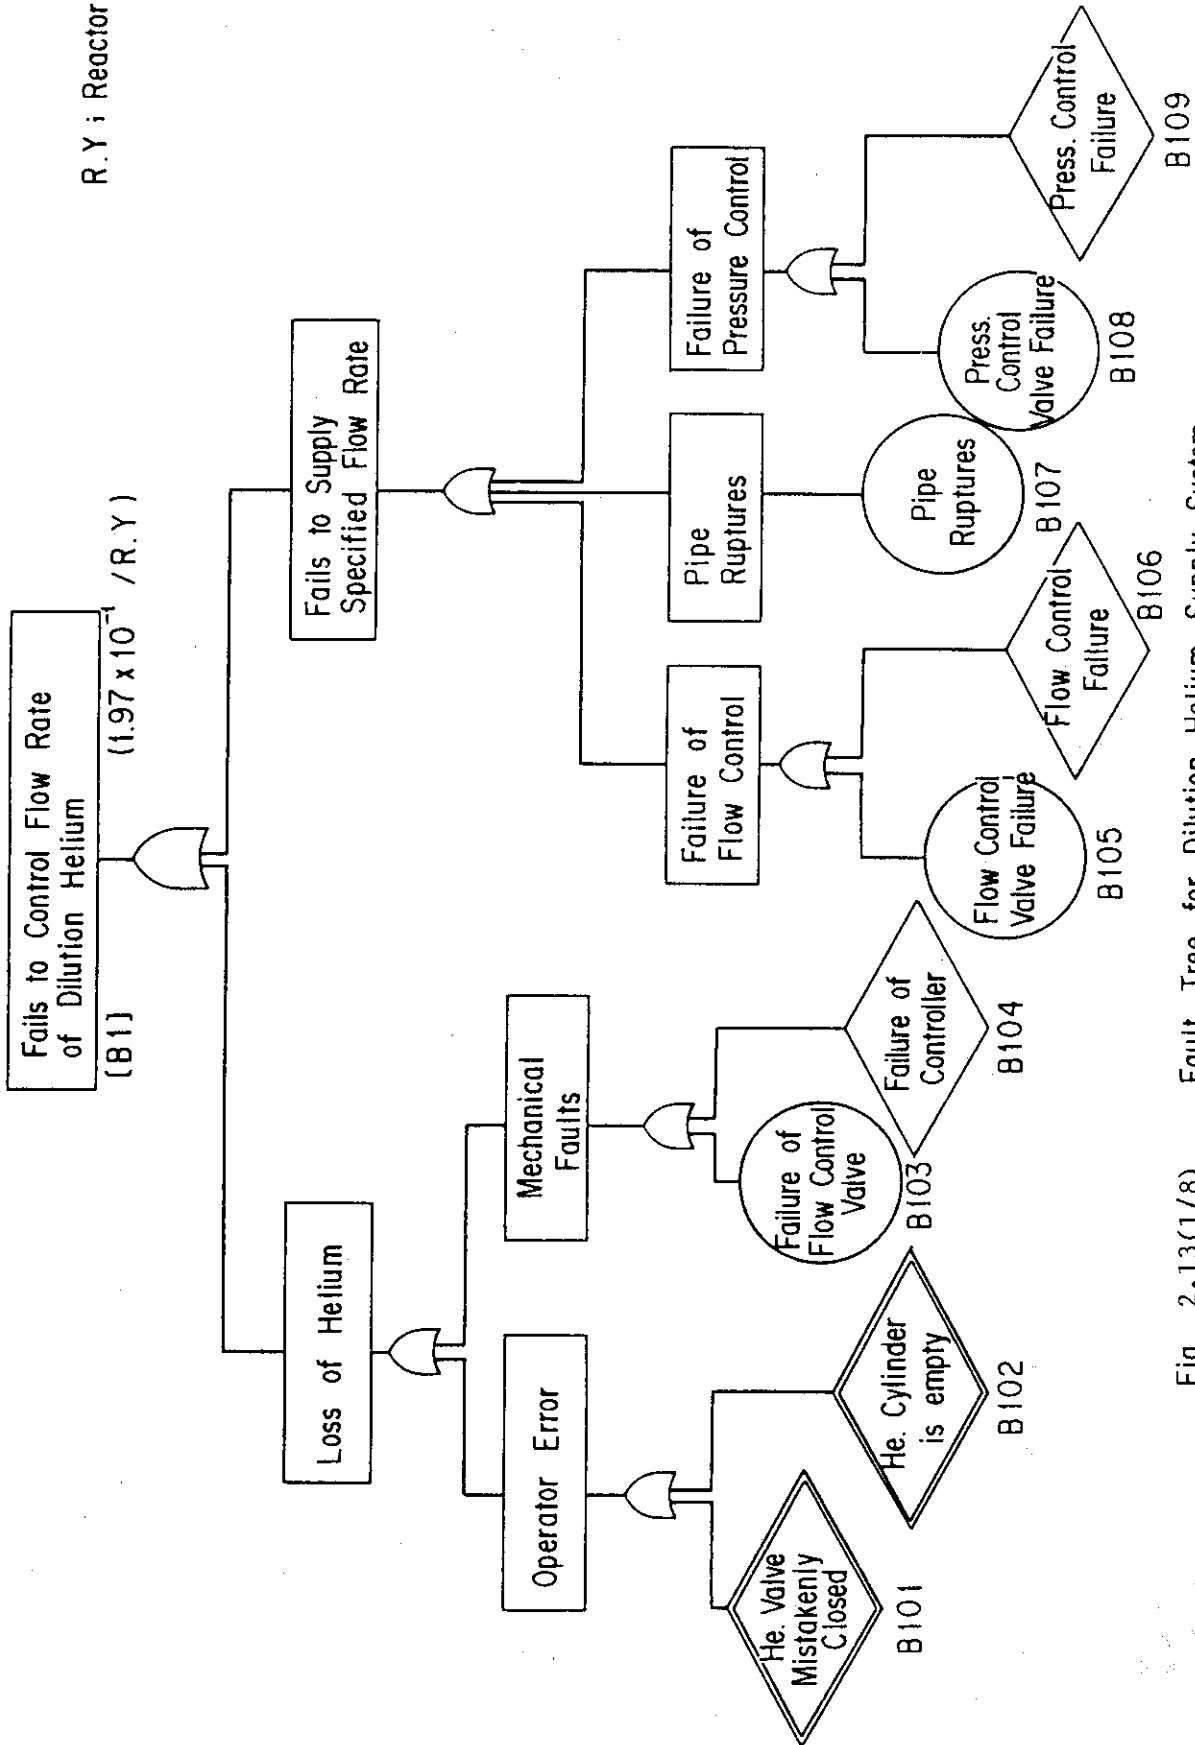 R.Y ; Reactor
Fails to Control Flow Rate
of Dilution Helium
(B1)
(1.97 x 10⁻¹ / R.Y)
Loss of Helium
Fails to Supply
Specified Flow Rate
Operator Error
Mechanical
Faults
Failure of
Flow Control
Pipe
Ruptures
Failure of
Pressure Control
He. Valve
Mistakenly
Closed
B101
He. Cylinder
is empty
B102
Failure of
Flow Control
Valve
B103
Failure of
Controller
B104
Flow Control
Valve Failure
B105
Flow Control
Failure
B106
Pipe
Ruptures
B107
Press.
Control
Valve Failure
B108
Press. Control
Failure
B109
Fig. 2.13(1/8) Fault Tree for Dilution Helium Supply System